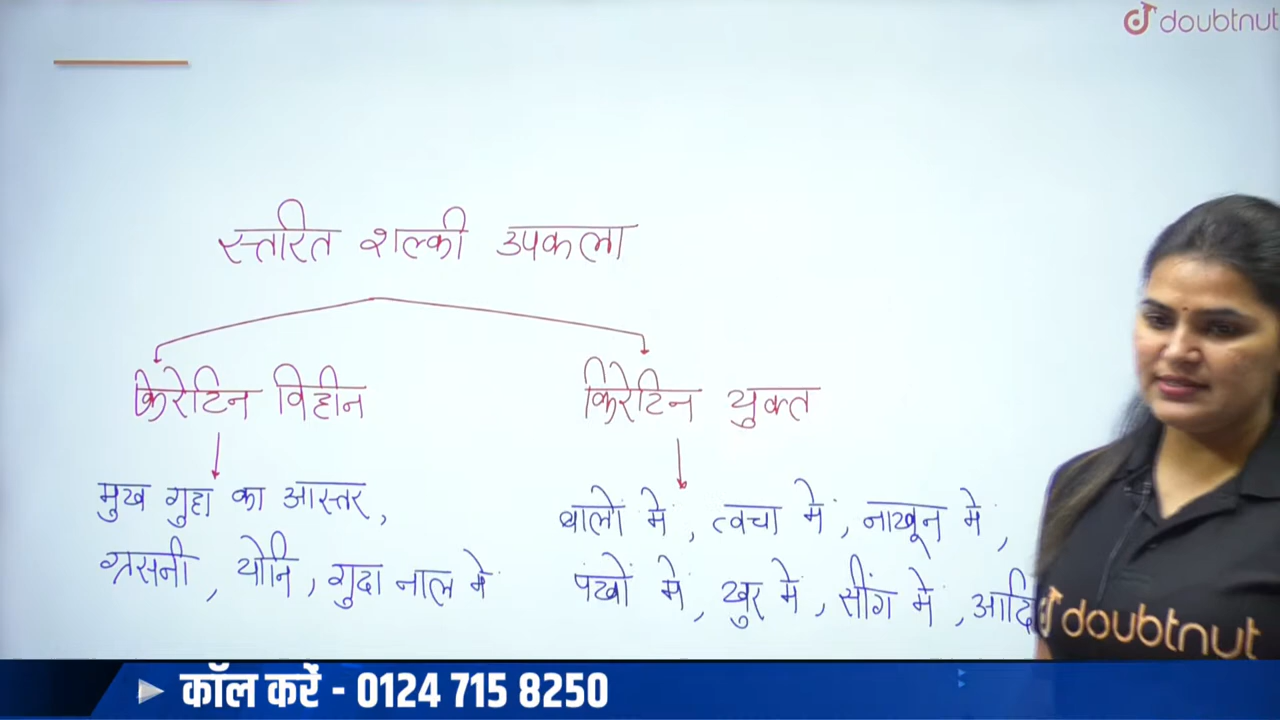 doubtnut
स्तरित शल्की उपकला
किरेटिन विहीन
किरेटिन युक्त
मुख गुहा का आस्तर,
ग्रसनी, योनि, गुदा नाल में
बालों में, त्वचा में, नाखून में,
पंखों में, खुर में, सींग में, आदि
doubtnut
कॉल करें - 0124 715 8250